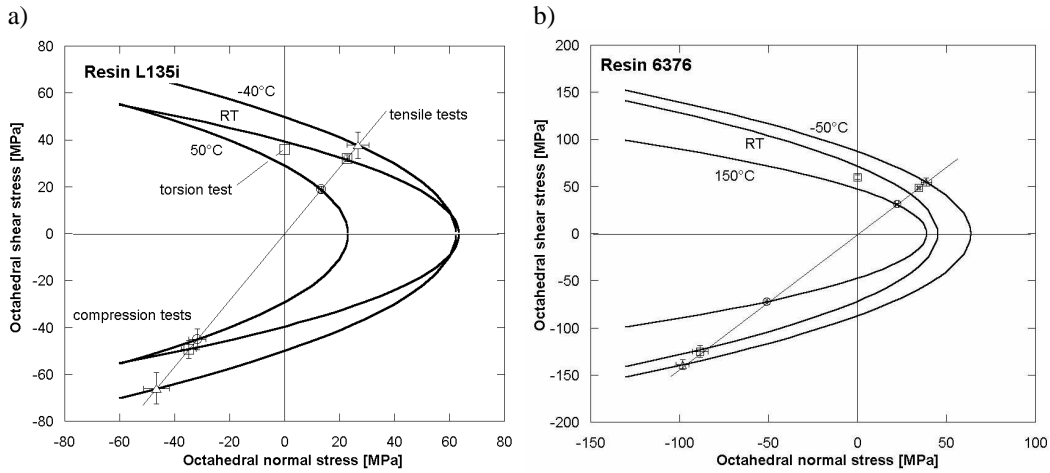 a)
Resin L135i
-40°C
RT
50°C
tensile tests
torsion test
compression tests
Octahedral shear stress [MPa]
80
60
40
20
0
-20
-40
-60
-80
-80 -60 -40 -20 0 20 40 60 80
Octahedral normal stress [MPa]
b)
Resin 6376
-50°C
RT
150°C
Octahedral shear stress [MPa]
200
150
100
50
0
-50
-100
-150
-200
-150 -100 -50 0 50 100
Octahedral normal stress [MPa]